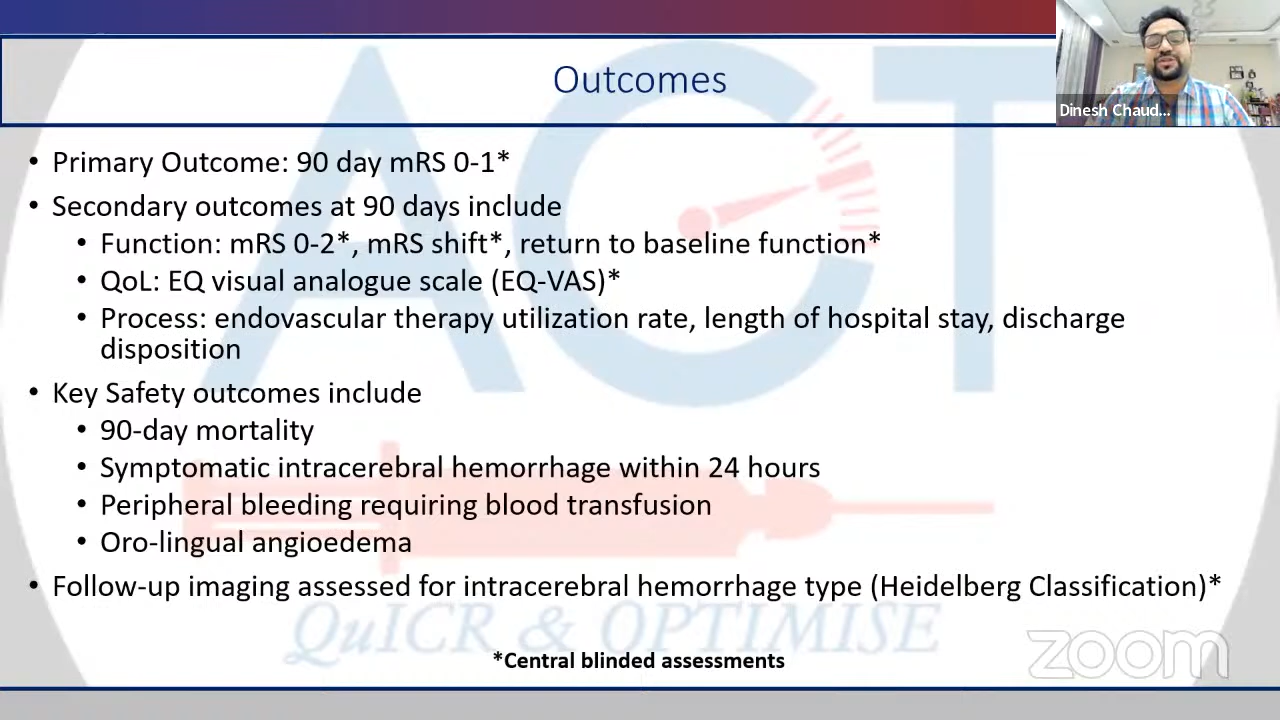 Outcomes
Dinesh Chaud...
• Primary Outcome: 90 day mRS 0-1*
• Secondary outcomes at 90 days include
• Function: mRS 0-2*, mRS shift*, return to baseline function*
• QoL: EQ visual analogue scale (EQ-VAS)*
• Process: endovascular therapy utilization rate, length of hospital stay, discharge
disposition
• Key Safety outcomes include
• 90-day mortality
• Symptomatic intracerebral hemorrhage within 24 hours
• Peripheral bleeding requiring blood transfusion
• Oro-lingual angioedema
• Follow-up imaging assessed for intracerebral hemorrhage type (Heidelberg Classification)*
*Central blinded assessments
ACT
QuICR & OPTIMISE
zoom